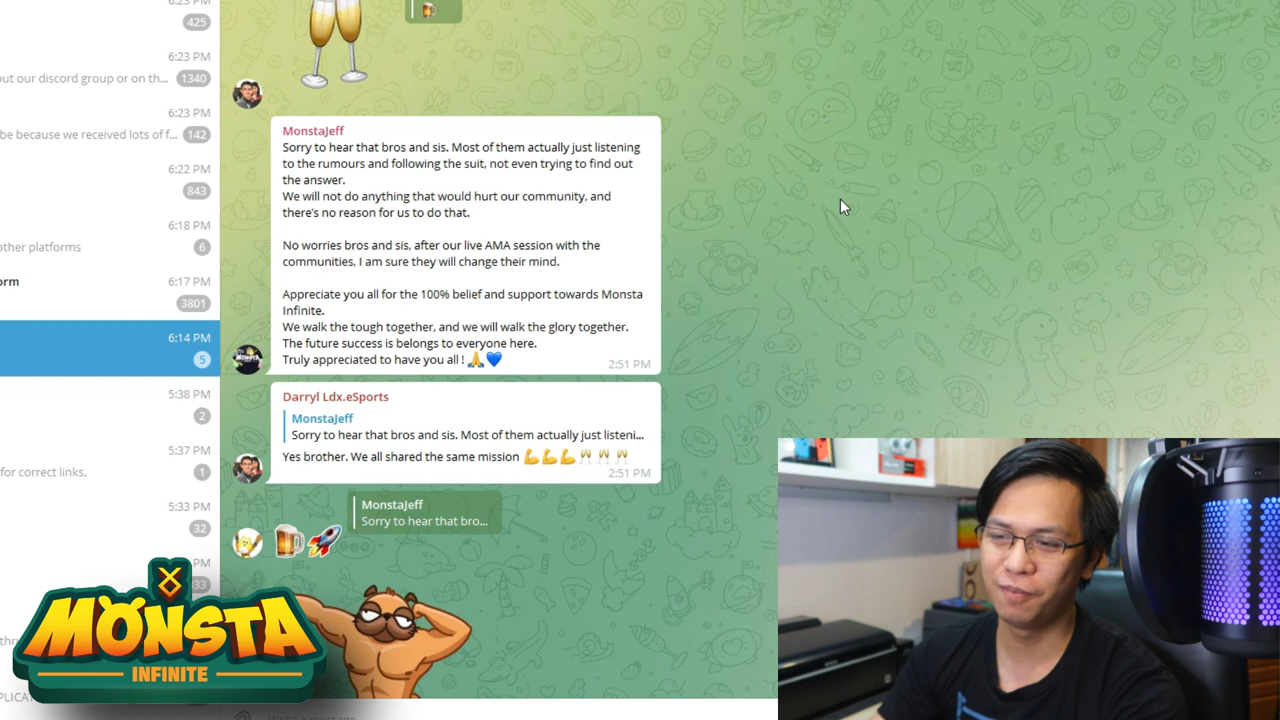 6:23 PM
425
6:23 PM
out our discord group or on th... 1340
6:23 PM
be because we received lots of f... 142
6:22 PM
843
6:18 PM
other platforms 6
6:17 PM
orm
3801
6:14 PM
5
5:38 PM
2
5:37 PM
for correct links. 1
5:33 PM
32
PM
33
MonstaJeff
Sorry to hear that bros and sis. Most of them actually just listening
to the rumours and following the suit, not even trying to find out
the answer.
We will not do anything that would hurt our community, and
there's no reason for us to do that.
No worries bros and sis, after our live AMA session with the
communities, I am sure they will change their mind.
Appreciate you all for the 100% belief and support towards Monsta
Infinite.
We walk the tough together, and we will walk the glory together.
The future success is belongs to everyone here.
Truly appreciated to have you all ! 🙏💙
2:51 PM
Darryl Ldx.eSports
MonstaJeff
Sorry to hear that bros and sis. Most of them actually just listeni...
Yes brother. We all shared the same mission 💪💪💪🥂🥂🥂
2:51 PM
MonstaJeff
Sorry to hear that bro...
MONSTA
INFINITE